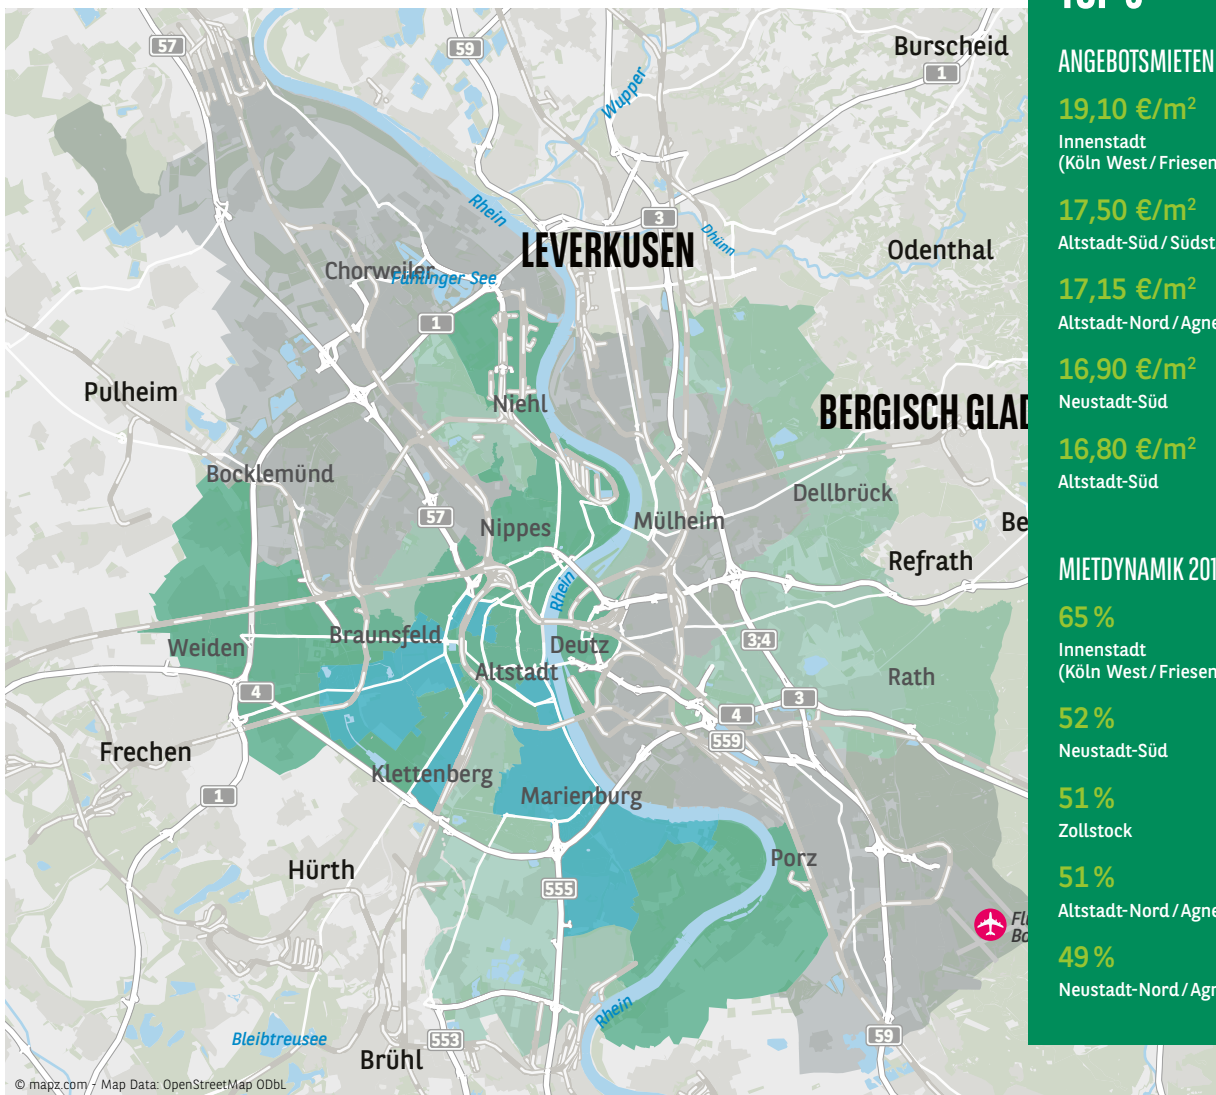 57
59
Burscheid
1
Wupper
Rhein
3
Dhünn
LEVERKUSEN
Odenthal
Chorweiler
Fühlinger See
1
Pulheim
Niehl
BERGISCH GLAD
Bocklemünd
Dellbrück
57
Nippes
Mülheim
Be
Refrath
Rhein
Weiden
Braunsfeld
Deutz
3:4
Altstadt
Rath
4
3
4
559
Frechen
Klettenberg
1
Marienburg
Hürth
Porz
555
Fl
Bo
Rhein
Bleibtreusee
553
59
Brühl
© mapz.com - Map Data: OpenStreetMap ODbL
ANGEBOTSMIETEN
19,10 €/m²
Innenstadt
(Köln West / Friesen
17,50 €/m²
Altstadt-Süd / Südst
17,15 €/m²
Altstadt-Nord / Agne
16,90 €/m²
Neustadt-Süd
16,80 €/m²
Altstadt-Süd
MIETDYNAMIK 201
65 %
Innenstadt
(Köln West / Friesen
52 %
Neustadt-Süd
51 %
Zollstock
51 %
Altstadt-Nord / Agne
49 %
Neustadt-Nord / Agn